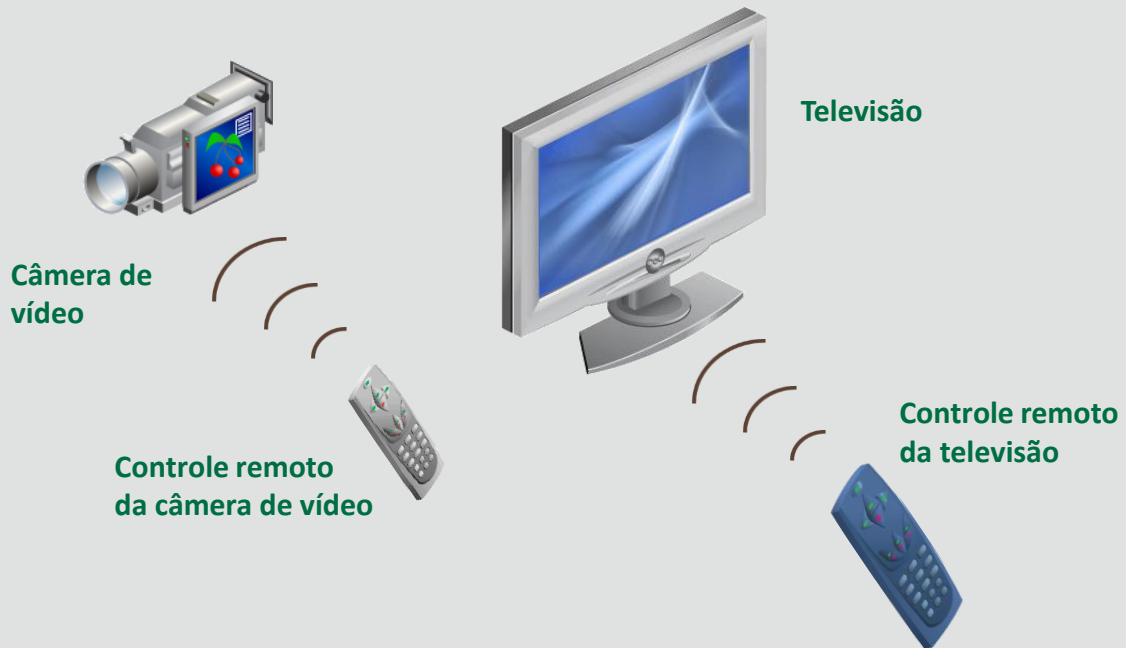 Televisão
Câmera de
vídeo
Controle remoto
da televisão
Controle remoto
da câmera de vídeo